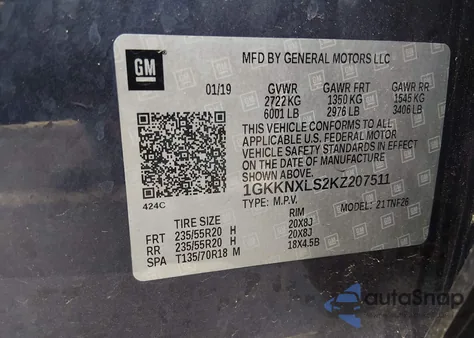 GM
MFD BY GENERAL MOTORS LLC
01/19 GVWR GAWR FRT GAWR RR
2722 KG 1350 KG 1545 KG
6001 LB 2976 LB 3406 LB
THIS VEHICLE CONFORMS TO ALL
APPLICABLE U.S. FEDERAL MOTOR
VEHICLE SAFETY STANDARDS IN EFFECT
ON THE DATE OF MANUFACTURE
SHOWN ABOVE.
1GKKNXLS2KZ207511
424C
TYPE: M.P.V. MODEL: 21TNF26
TIRE SIZE RIM
FRT 235/55R20 H 20X8J
RR 235/55R20 H 20X8J
SPA T135/70R18 M 18X4.5B
autoSnap